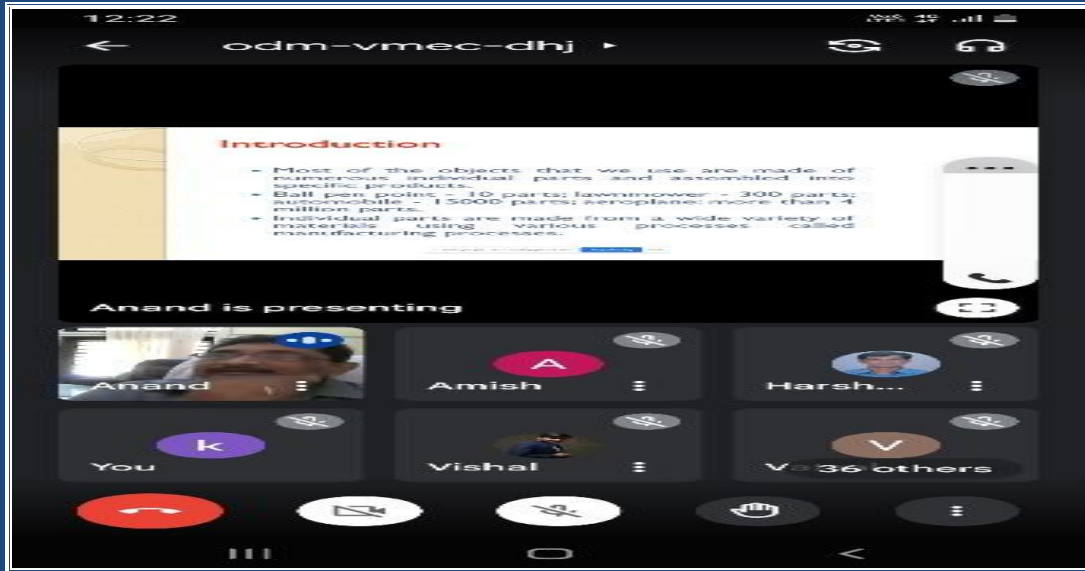 12:22
odm-vmec-dhj
Introduction
• Most of the objects that we use are made of
numerous individual parts and assembled into
specific products.
• Ball pen point - 10 parts; lawnmower - 300 parts;
automobile - 15000 parts; aeroplane: more than 4
million parts.
• Individual parts are made from a wide variety of
materials using various processes called
manufacturing processes.
Anand is presenting
Anand
A
Amish
Harsh...
k
You
Vishal
V
36 others